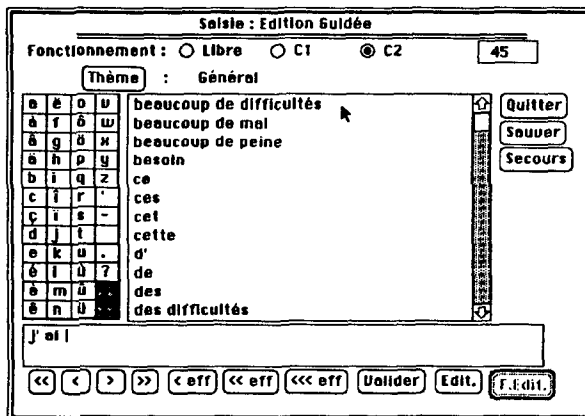 Saisie : Edition Guidée
Fonctionnement : Libre C1 C2 45
Thème : Général
a ë o v beaucoup de difficultés Quitter
à f ô w beaucoup de mal Sauver
â g ö x beaucoup de peine Secours
ä h p y besoin
b i q z ce
c î r ' ces
ç ï s - cet
d j t cette
e k u . d'
é l ù ? de
è m û des
ê n ü des difficultés
j' ai
<< < > >> < eff << eff <<< eff Valider Edit. F.Edit.